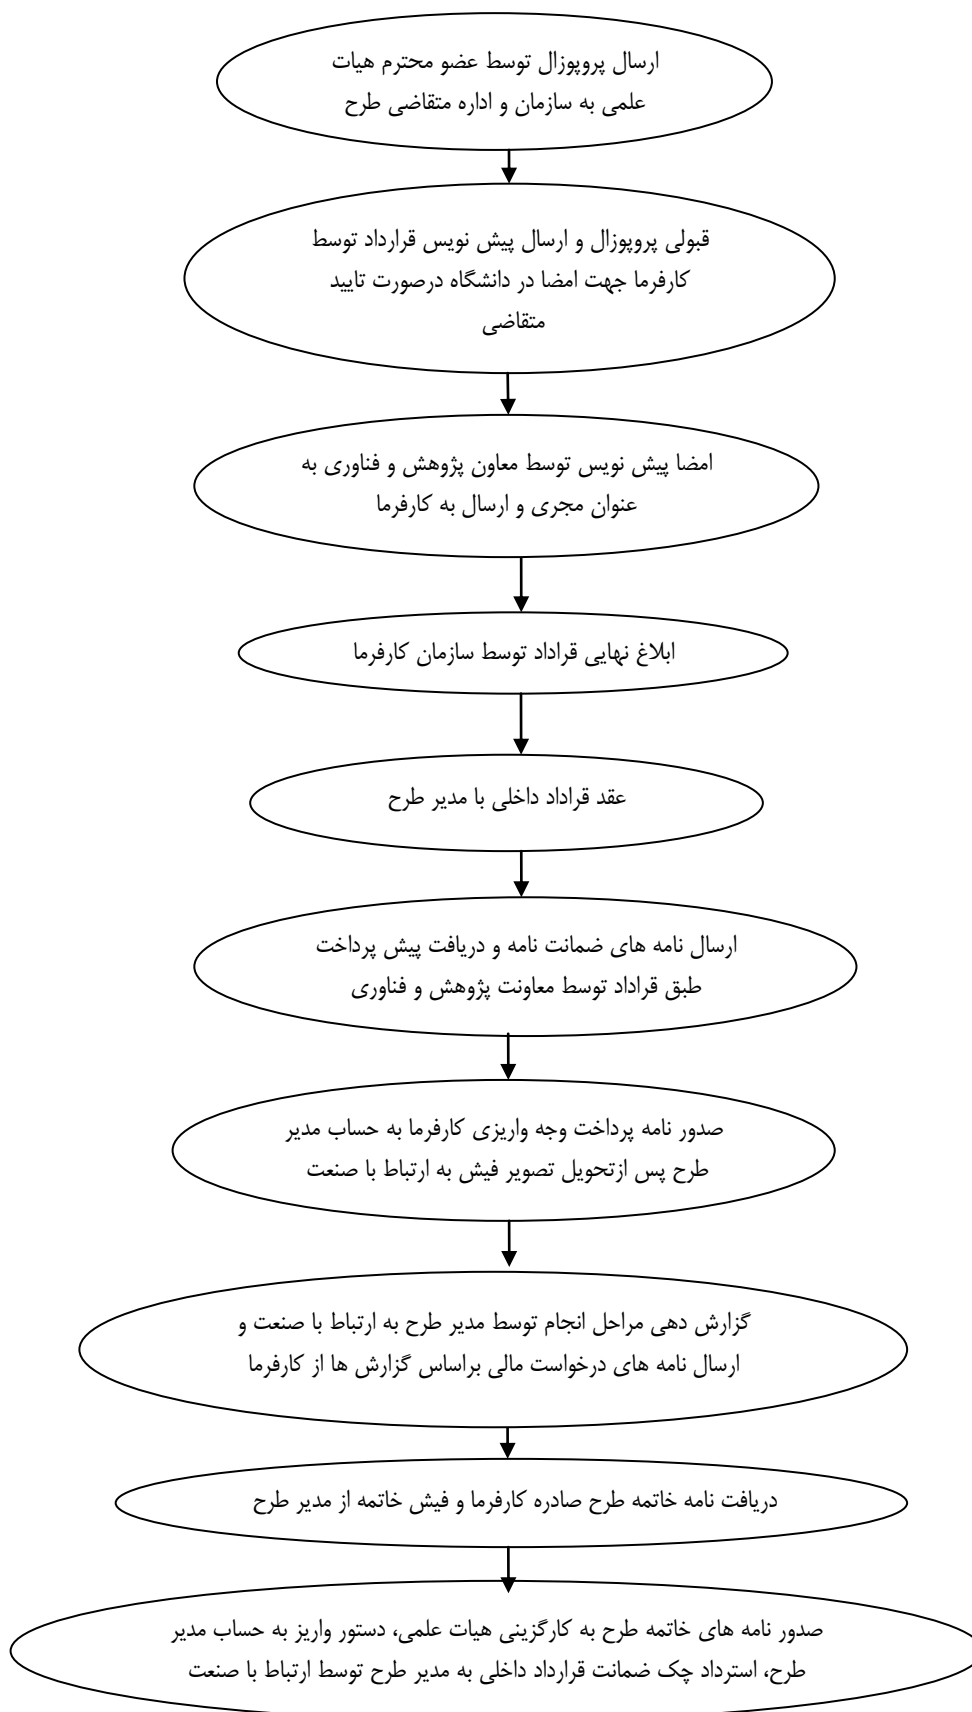 ارسال پروپوزال توسط عضو محترم هیات
علمی به سازمان و اداره متقاضی طرح
قبولی پروپوزال و ارسال پیش نویس قرارداد توسط
کارفرما جهت امضا در دانشگاه درصورت تایید
متقاضی
امضا پیش نویس توسط معاون پژوهش و فناوری به
عنوان مجری و ارسال به کارفرما
ابلاغ نهایی قراداد توسط سازمان کارفرما
عقد قراداد داخلی با مدیر طرح
ارسال نامه های ضمانت نامه و دریافت پیش پرداخت
طبق قراداد توسط معاونت پژوهش و فناوری
صدور نامه پرداخت وجه واریزی کارفرما به حساب مدیر
طرح پس ازتحویل تصویر فیش به ارتباط با صنعت
گزارش دهی مراحل انجام توسط مدیر طرح به ارتباط با صنعت و
ارسال نامه های درخواست مالی براساس گزارش ها از کارفرما
دریافت نامه خاتمه طرح صادره کارفرما و فیش خاتمه از مدیر طرح
صدور نامه های خاتمه طرح به کارگزینی هیات علمی، دستور واریز به حساب مدیر
طرح، استرداد چک ضمانت قرارداد داخلی به مدیر طرح توسط ارتباط با صنعت